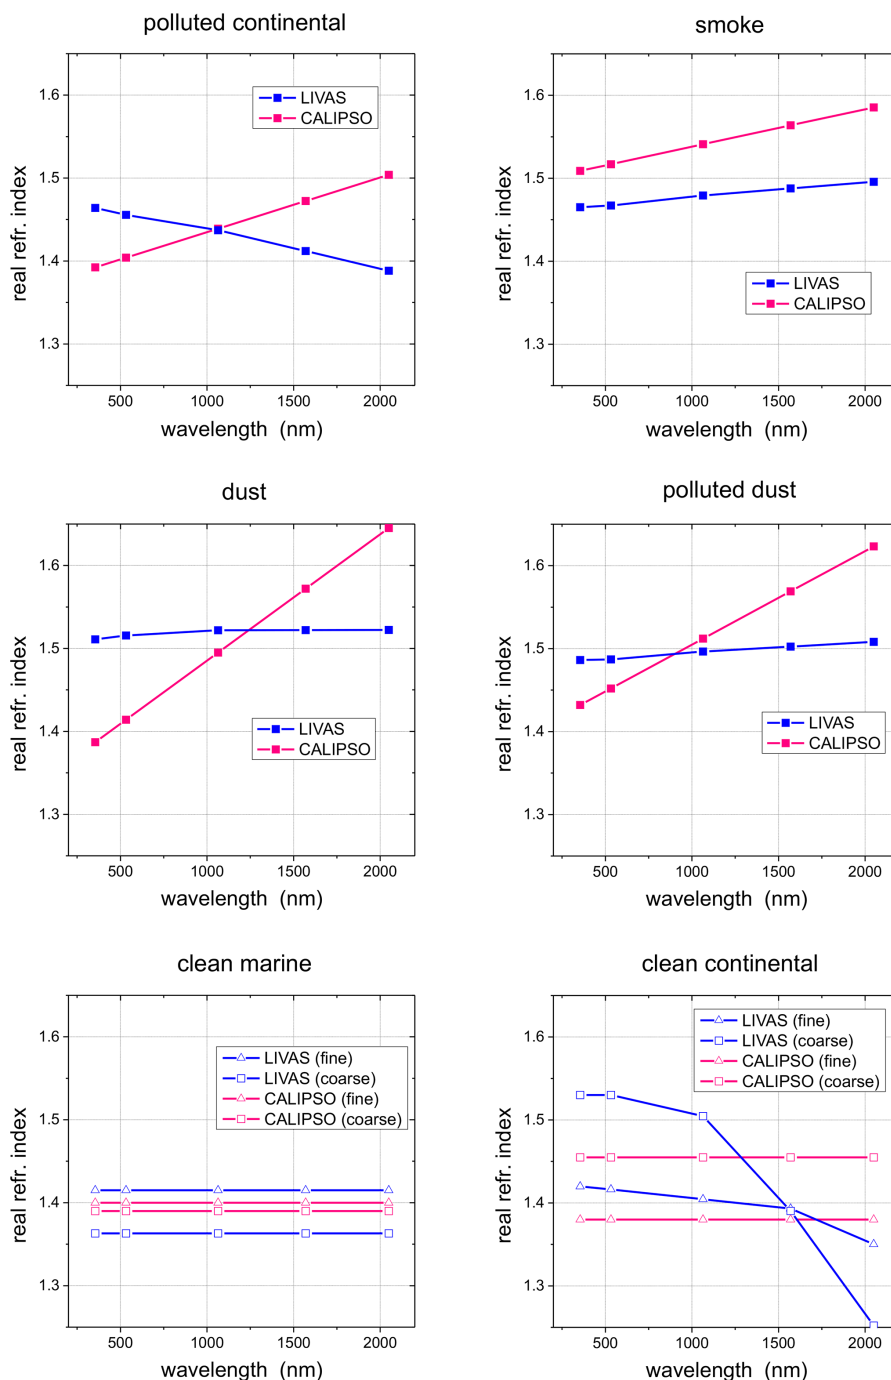 polluted continental
real refr. index
1.6
1.5
1.4
1.3
LIVAS
CALIPSO
500 1000 1500 2000
wavelength (nm)
smoke
real refr. index
1.6
1.5
1.4
1.3
LIVAS
CALIPSO
500 1000 1500 2000
wavelength (nm)
dust
real refr. index
1.6
1.5
1.4
1.3
LIVAS
CALIPSO
500 1000 1500 2000
wavelength (nm)
polluted dust
real refr. index
1.6
1.5
1.4
1.3
LIVAS
CALIPSO
500 1000 1500 2000
wavelength (nm)
clean marine
real refr. index
1.6
1.5
1.4
1.3
LIVAS (fine)
LIVAS (coarse)
CALIPSO (fine)
CALIPSO (coarse)
500 1000 1500 2000
wavelength (nm)
clean continental
real refr. index
1.6
1.5
1.4
1.3
LIVAS (fine)
LIVAS (coarse)
CALIPSO (fine)
CALIPSO (coarse)
500 1000 1500 2000
wavelength (nm)